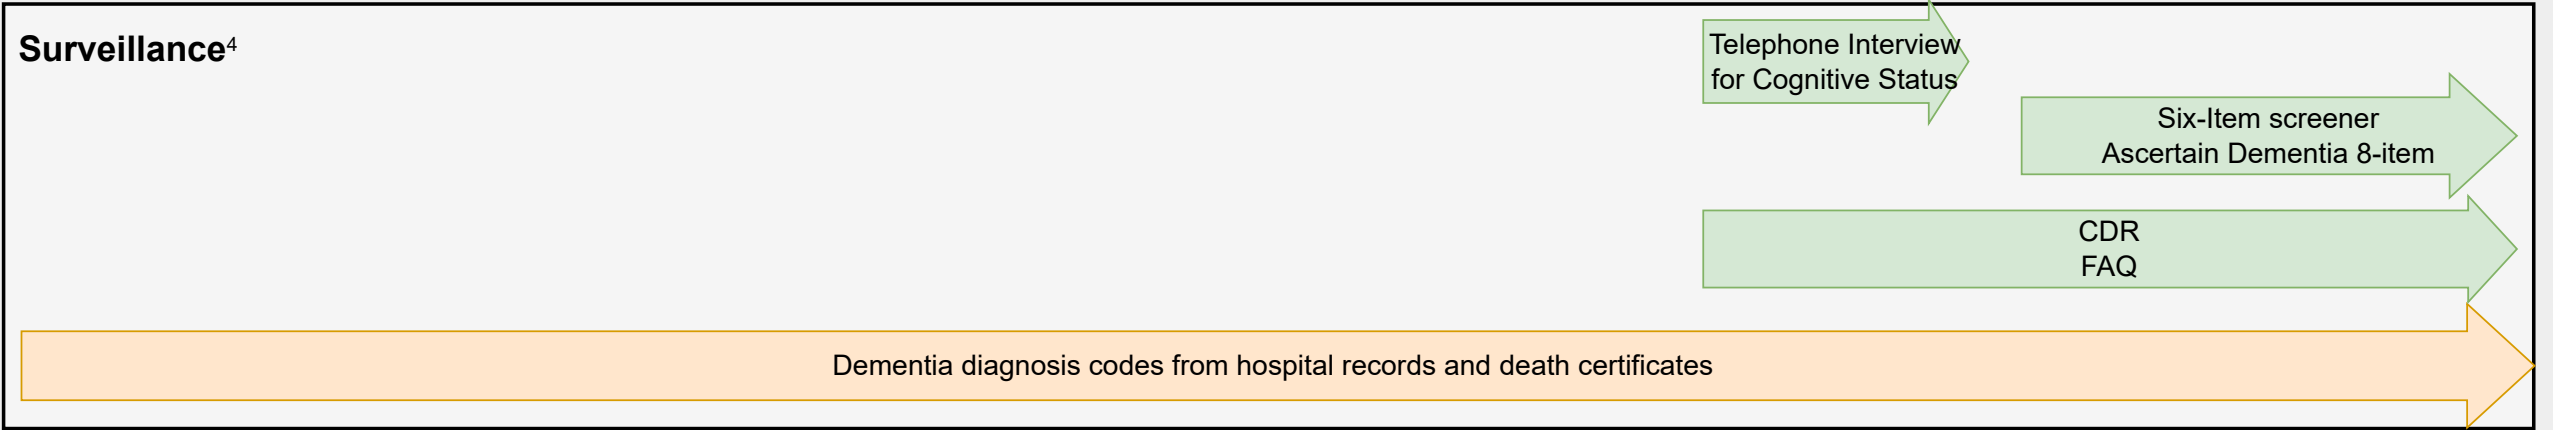 Surveillance⁴
Telephone Interview
for Cognitive Status
Six-Item screener
Ascertain Dementia 8-item
CDR
FAQ
Dementia diagnosis codes from hospital records and death certificates